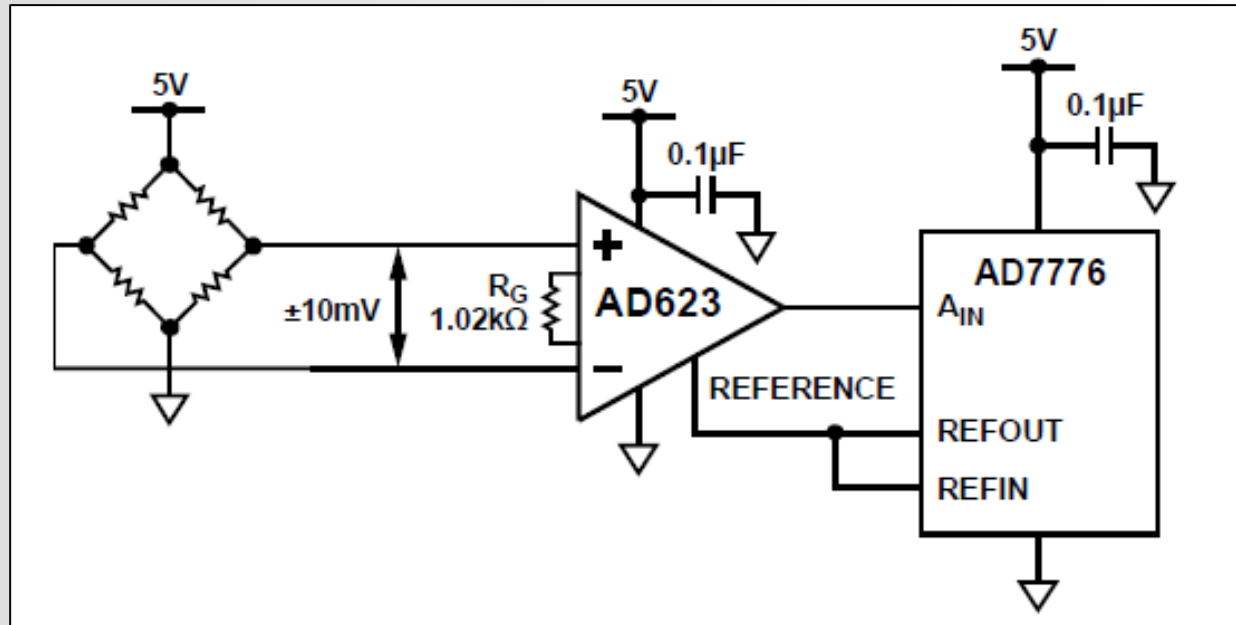 5V
5V
5V
0.1µF
0.1µF
+
AD623
AD7776
R_G
1.02kΩ
±10mV
A_IN
−
REFERENCE
REFOUT
REFIN